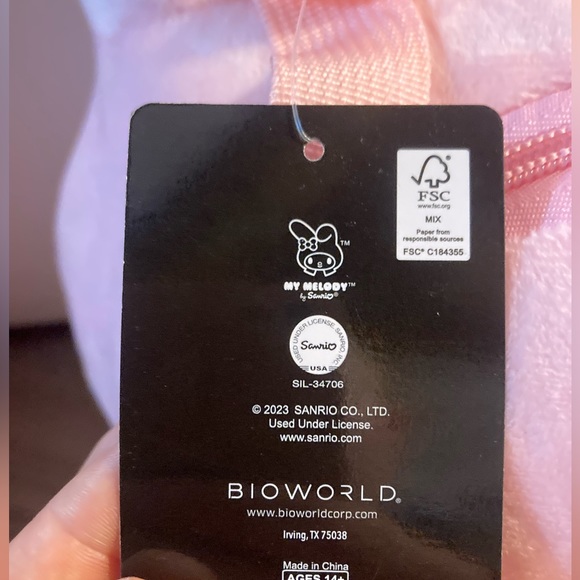 FSC
www.fsc.org
MIX
Paper from
responsible sources
FSC® C184355
TM
MY MELODY™
by Sanrio®
USED UNDER LICENSE, SANRIO, INC.
Sanrio
USA
SIL-34706
© 2023 SANRIO CO., LTD.
Used Under License.
www.sanrio.com
BIOWORLD®
www.bioworldcorp.com
Irving, TX 75038
Made in China
AGES 14+